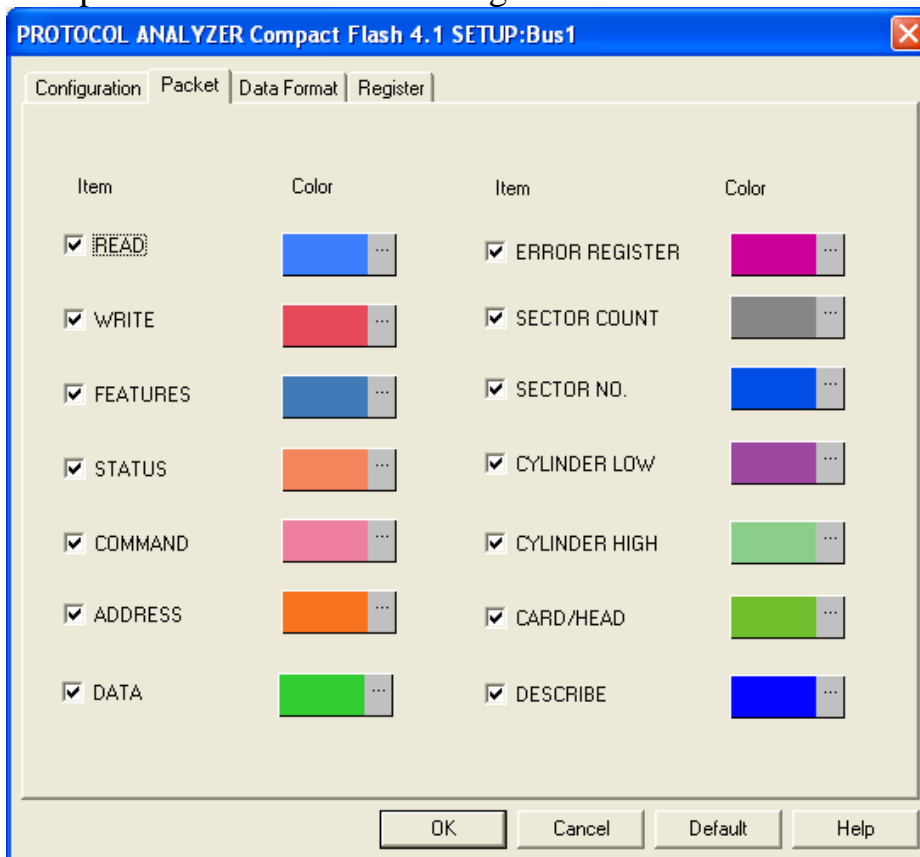 PROTOCOL ANALYZER Compact Flash 4.1 SETUP:Bus1
Configuration Packet Data Format Register
Item Color Item Color
READ ... ERROR REGISTER ...
WRITE ... SECTOR COUNT ...
FEATURES ... SECTOR NO. ...
STATUS ... CYLINDER LOW ...
COMMAND ... CYLINDER HIGH ...
ADDRESS ... CARD/HEAD ...
DATA ... DESCRIBE ...
OK Cancel Default Help